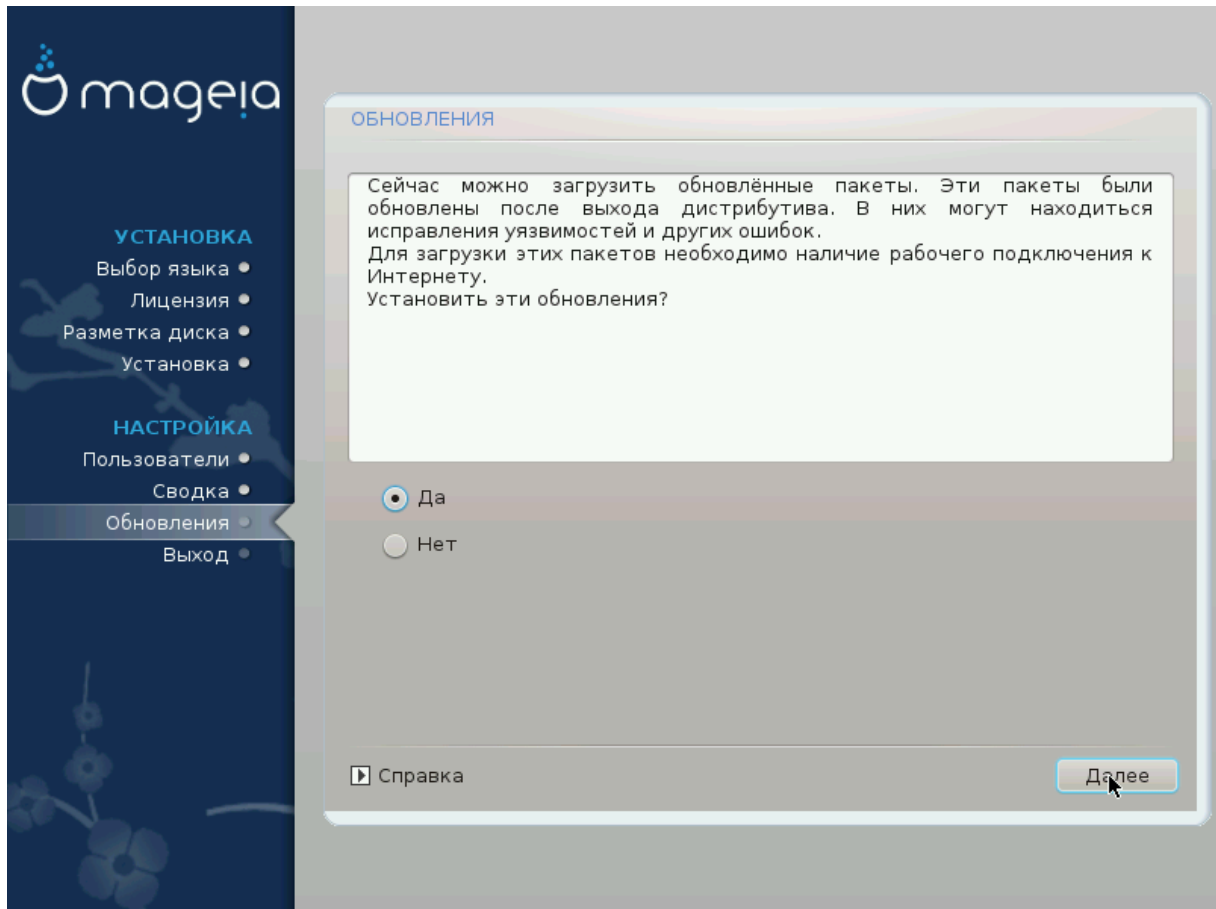 mageia
УСТАНОВКА
Выбор языка
Лицензия
Разметка диска
Установка
НАСТРОЙКА
Пользователи
Сводка
Обновления
Выход
ОБНОВЛЕНИЯ
Сейчас можно загрузить обновлённые пакеты. Эти пакеты были
обновлены после выхода дистрибутива. В них могут находиться
исправления уязвимостей и других ошибок.
Для загрузки этих пакетов необходимо наличие рабочего подключения к
Интернету.
Установить эти обновления?
Да
Нет
Справка
Далее